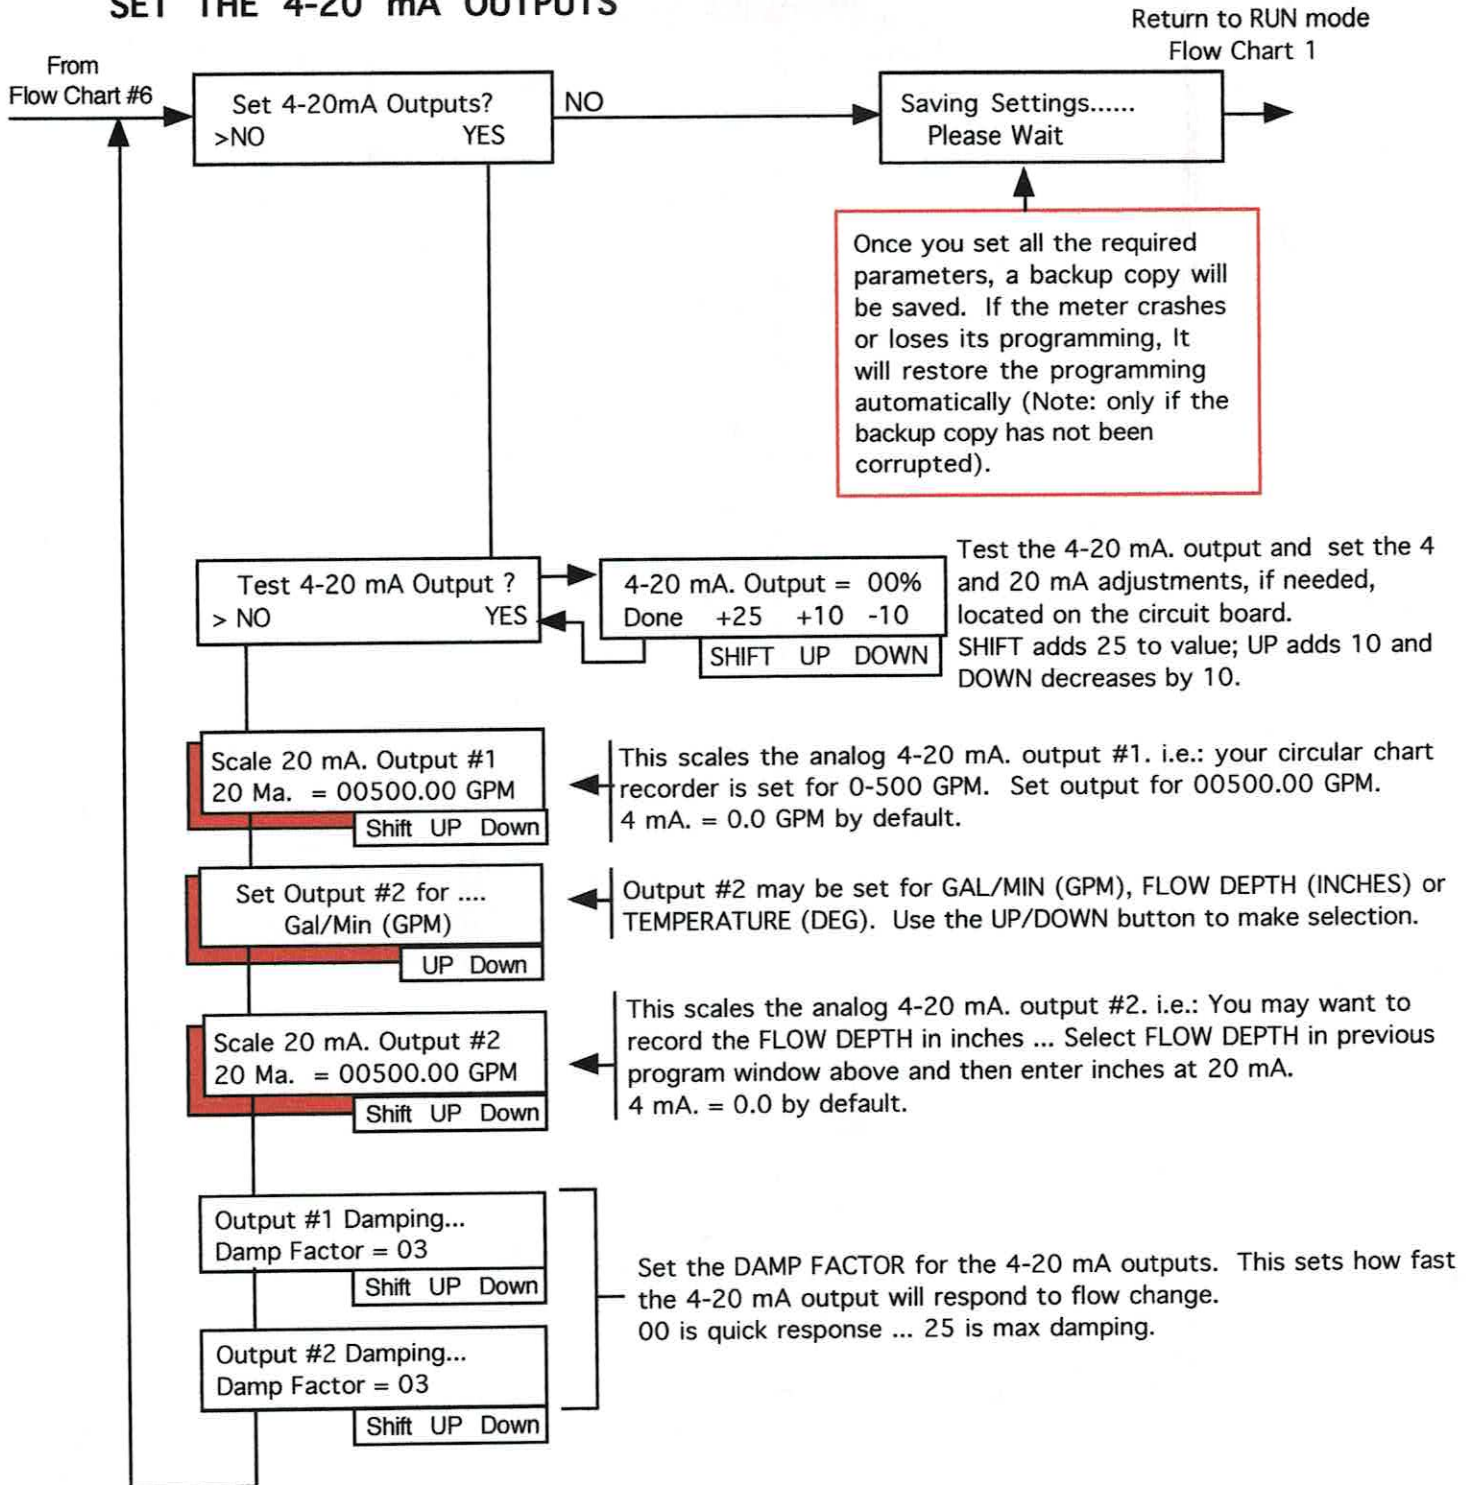 SET THE 4-20 mA OUTPUTS
Return to RUN mode
Flow Chart 1
From
Flow Chart #6
Set 4-20mA Outputs?
>NO YES
NO
Saving Settings......
Please Wait
Once you set all the required
parameters, a backup copy will
be saved. If the meter crashes
or loses its programming, It
will restore the programming
automatically (Note: only if the
backup copy has not been
corrupted).
Test 4-20 mA Output ?
> NO YES
4-20 mA. Output = 00%
Done +25 +10 -10
SHIFT UP DOWN
Test the 4-20 mA. output and set the 4
and 20 mA adjustments, if needed,
located on the circuit board.
SHIFT adds 25 to value; UP adds 10 and
DOWN decreases by 10.
Scale 20 mA. Output #1
20 Ma. = 00500.00 GPM
Shift UP Down
This scales the analog 4-20 mA. output #1. i.e.: your circular chart
recorder is set for 0-500 GPM. Set output for 00500.00 GPM.
4 mA. = 0.0 GPM by default.
Set Output #2 for ....
Gal/Min (GPM)
UP Down
Output #2 may be set for GAL/MIN (GPM), FLOW DEPTH (INCHES) or
TEMPERATURE (DEG). Use the UP/DOWN button to make selection.
Scale 20 mA. Output #2
20 Ma. = 00500.00 GPM
Shift UP Down
This scales the analog 4-20 mA. output #2. i.e.: You may want to
record the FLOW DEPTH in inches ... Select FLOW DEPTH in previous
program window above and then enter inches at 20 mA.
4 mA. = 0.0 by default.
Output #1 Damping...
Damp Factor = 03
Shift UP Down
Output #2 Damping...
Damp Factor = 03
Shift UP Down
Set the DAMP FACTOR for the 4-20 mA outputs. This sets how fast
the 4-20 mA output will respond to flow change.
00 is quick response ... 25 is max damping.